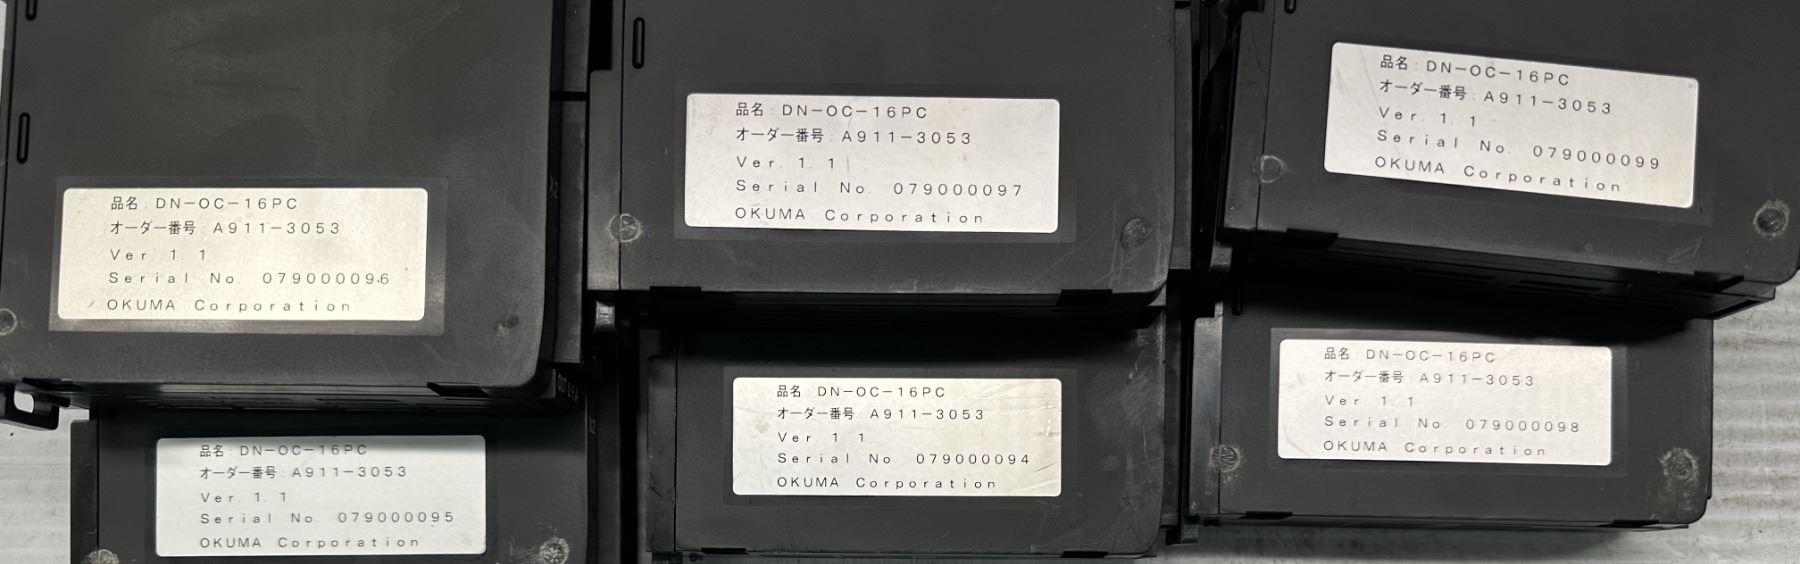 品名:DN-OC-16PC
オーダー番号:A911-3053
Ver. 1. 1
Serial No. 079000096
OKUMA Corporation
品名:DN-OC-16PC
オーダー番号:A911-3053
Ver. 1. 1
Serial No. 079000097
OKUMA Corporation
品名:DN-OC-16PC
オーダー番号:A911-3053
Ver. 1. 1
Serial No. 079000099
OKUMA Corporation
品名:DN-OC-16PC
オーダー番号:A911-3053
Ver. 1. 1
Serial No. 079000095
OKUMA Corporation
品名:DN-OC-16PC
オーダー番号:A911-3053
Ver 1 1
Serial No 079000094
OKUMA Corporation
品名:DN-OC-16PC
オーダー番号:A911-3053
Ver. 1. 1
Serial No 079000098
OKUMA Corporation
X2
X2